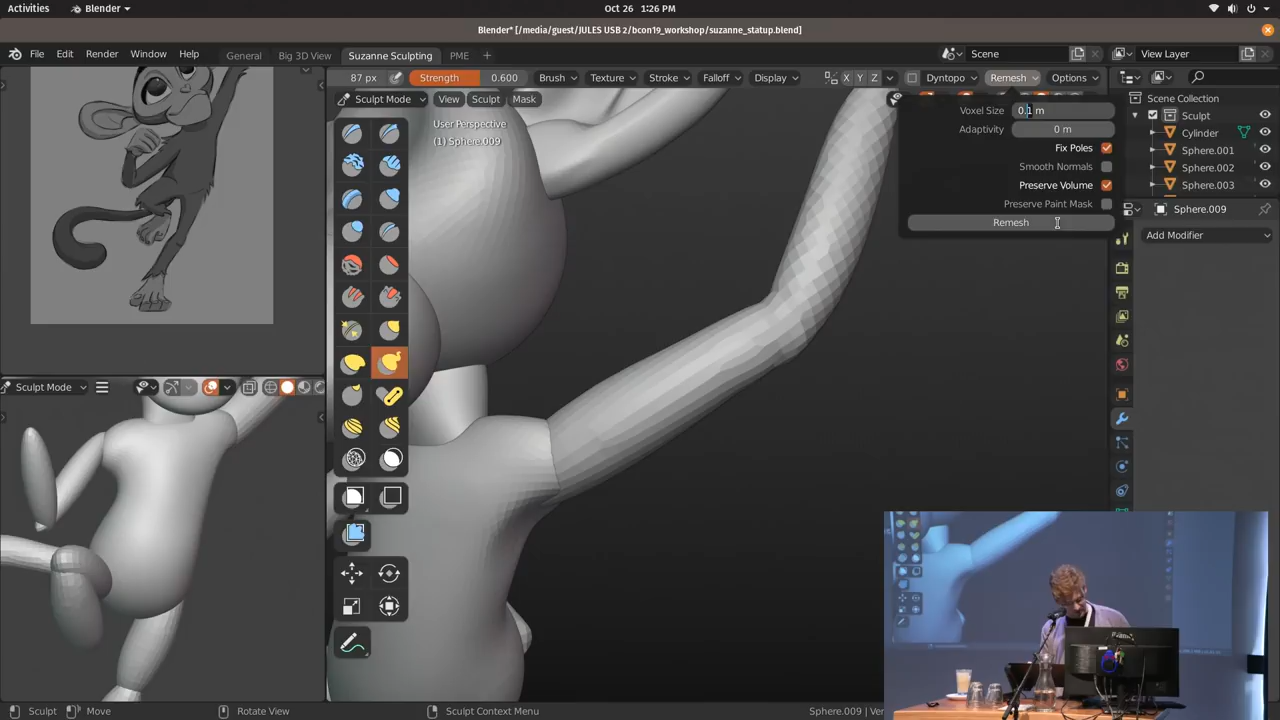 Activities
Blender
Oct 26 1:26 PM
Blender* [/media/guest/JULES USB 2/bcon19_workshop/suzanne_statup.blend]
File Edit Render Window Help
General Big 3D View Suzanne Sculpting PME
Scene
View Layer
87 px Strength 0.600 Brush Texture Stroke Falloff Display X Y Z Dyntopo Remesh Options
Sculpt Mode View Sculpt Mask
User Perspective
(1) Sphere.009
Voxel Size 0.1 m
Adaptivity 0 m
Fix Poles
Smooth Normals
Preserve Volume
Preserve Paint Mask
Remesh
Scene Collection
Sculpt
Cylinder
Sphere.001
Sphere.002
Sphere.003
Sphere.009
Add Modifier
Sculpt Mode
Sculpt Move Rotate View Sculpt Context Menu
Sphere.009 | Ver